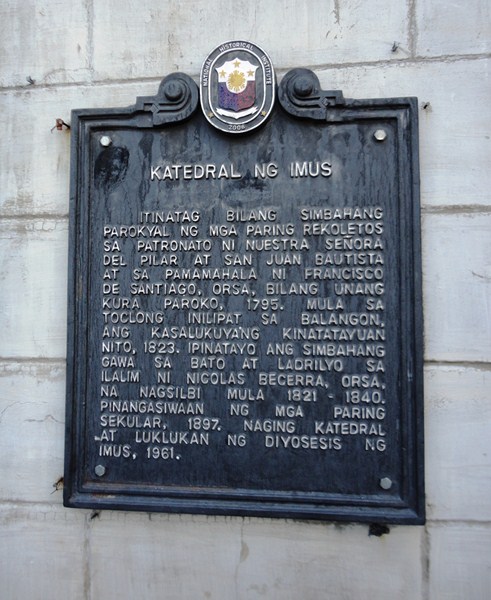 NATIONAL HISTORICAL INSTITUTE
2006
KATEDRAL NG IMUS
ITINATAG BILANG SIMBAHANG
PAROKYAL NG MGA PARING REKOLETOS
SA PATRONATO NI NUESTRA SEÑORA
DEL PILAR AT SAN JUAN BAUTISTA
AT SA PAMAMAHALA NI FRANCISCO
DE SANTIAGO, ORSA, BILANG UNANG
KURA PAROKO, 1795. MULA SA
TOCLONG INILIPAT SA BALANGON,
ANG KASALUKUYANG KINATATAYUAN
NITO, 1823. IPINATAYO ANG SIMBAHANG
GAWA SA BATO AT LADRILYO SA
ILALIM NI NICOLAS BECERRA, ORSA,
NA NAGSILBI MULA 1821 - 1840.
PINANGASIWAAN NG MGA PARING
SEKULAR, 1897. NAGING KATEDRAL
AT LUKLUKAN NG DIYOSESIS NG
IMUS, 1961.